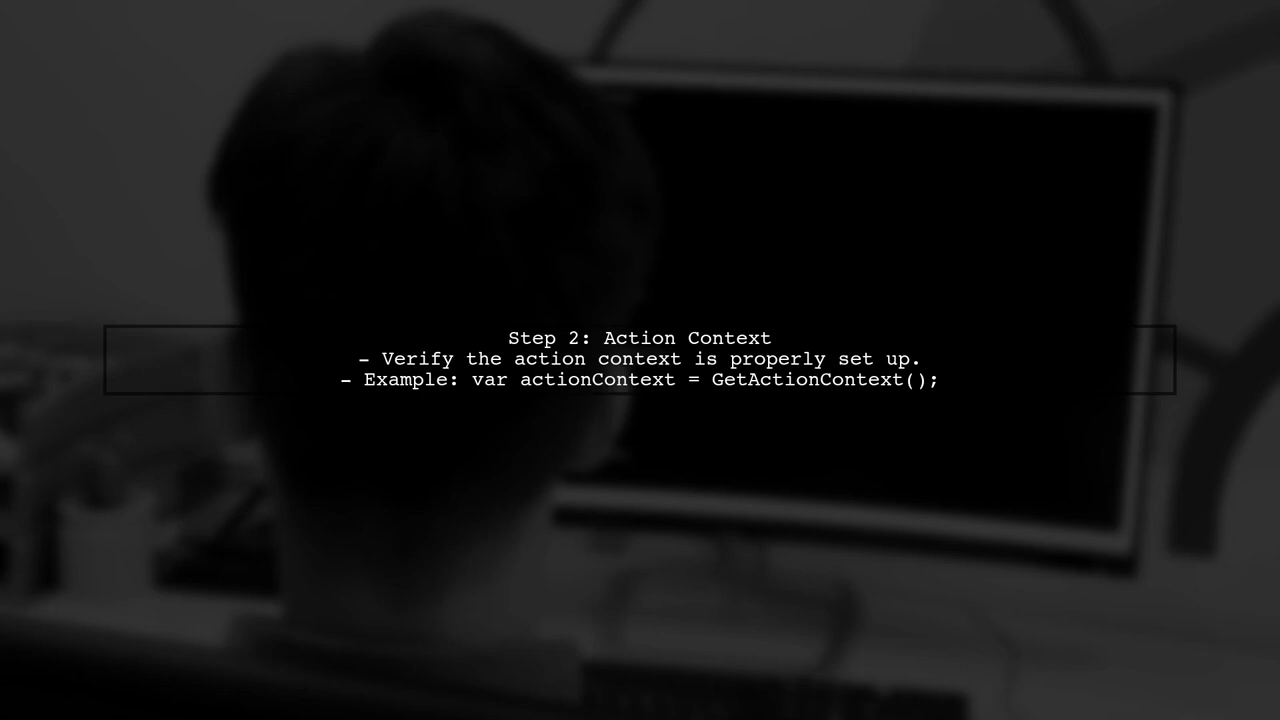 Step 2: Action Context
- Verify the action context is properly set up.
- Example: var actionContext = GetActionContext();